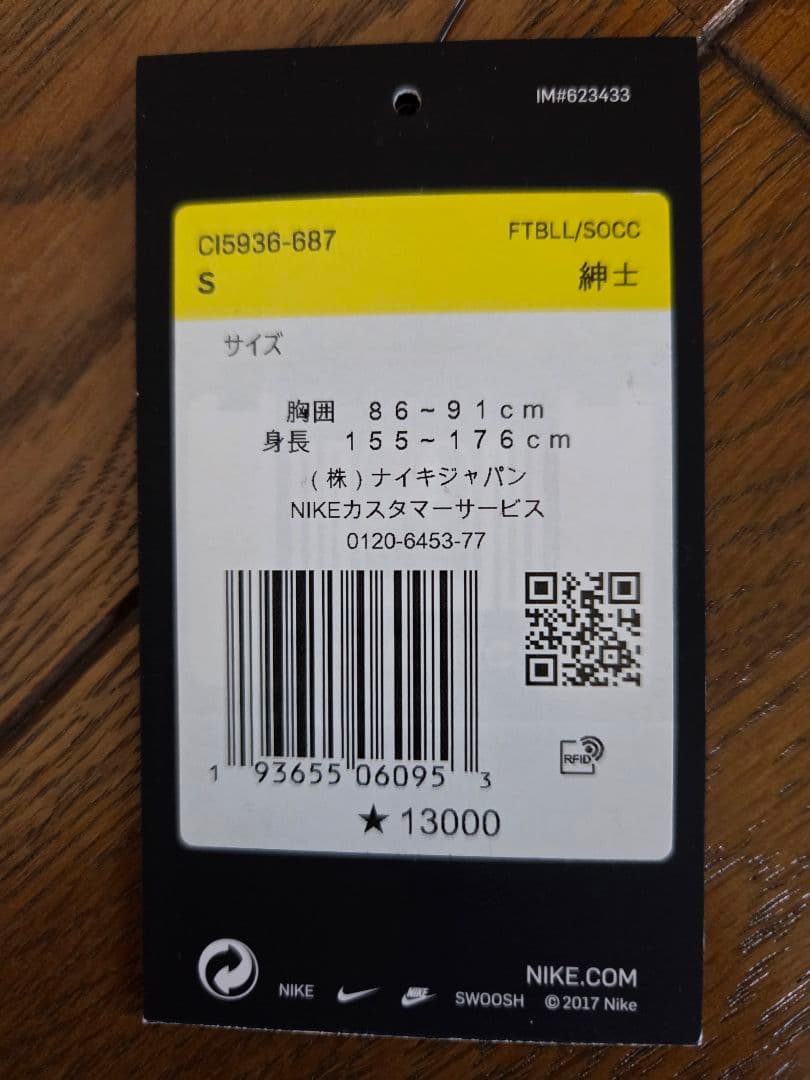 IM#623433
CI5936-687
FTBLL/SOCC
S
紳士
サイズ
胸囲 86~91cm
身長 155~176cm
(株)ナイキジャパン
NIKEカスタマーサービス
0120-6453-77
RFID
1 93655 06095 3
★13000
NIKE.COM
NIKE NIKE SWOOSH ©2017 Nike